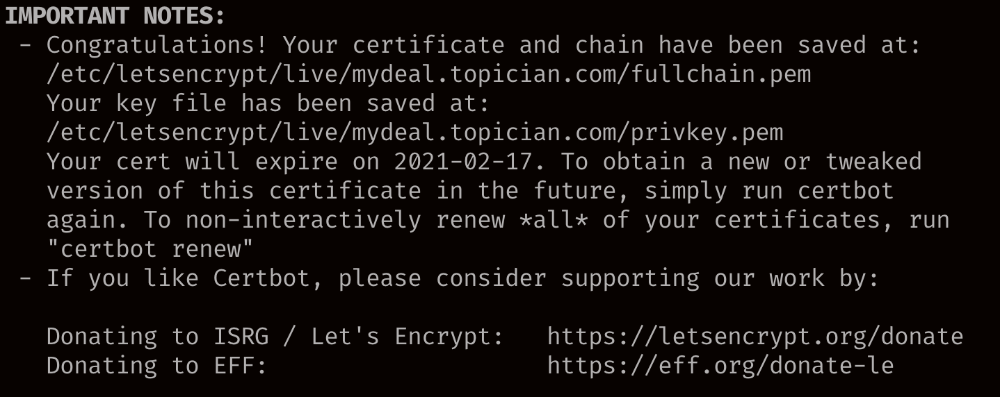 IMPORTANT NOTES:
- Congratulations! Your certificate and chain have been saved at:
/etc/letsencrypt/live/mydeal.topician.com/fullchain.pem
Your key file has been saved at:
/etc/letsencrypt/live/mydeal.topician.com/privkey.pem
Your cert will expire on 2021-02-17. To obtain a new or tweaked
version of this certificate in the future, simply run certbot
again. To non-interactively renew *all* of your certificates, run
"certbot renew"
- If you like Certbot, please consider supporting our work by:
Donating to ISRG / Let's Encrypt:   https://letsencrypt.org/donate
Donating to EFF:                    https://eff.org/donate-le